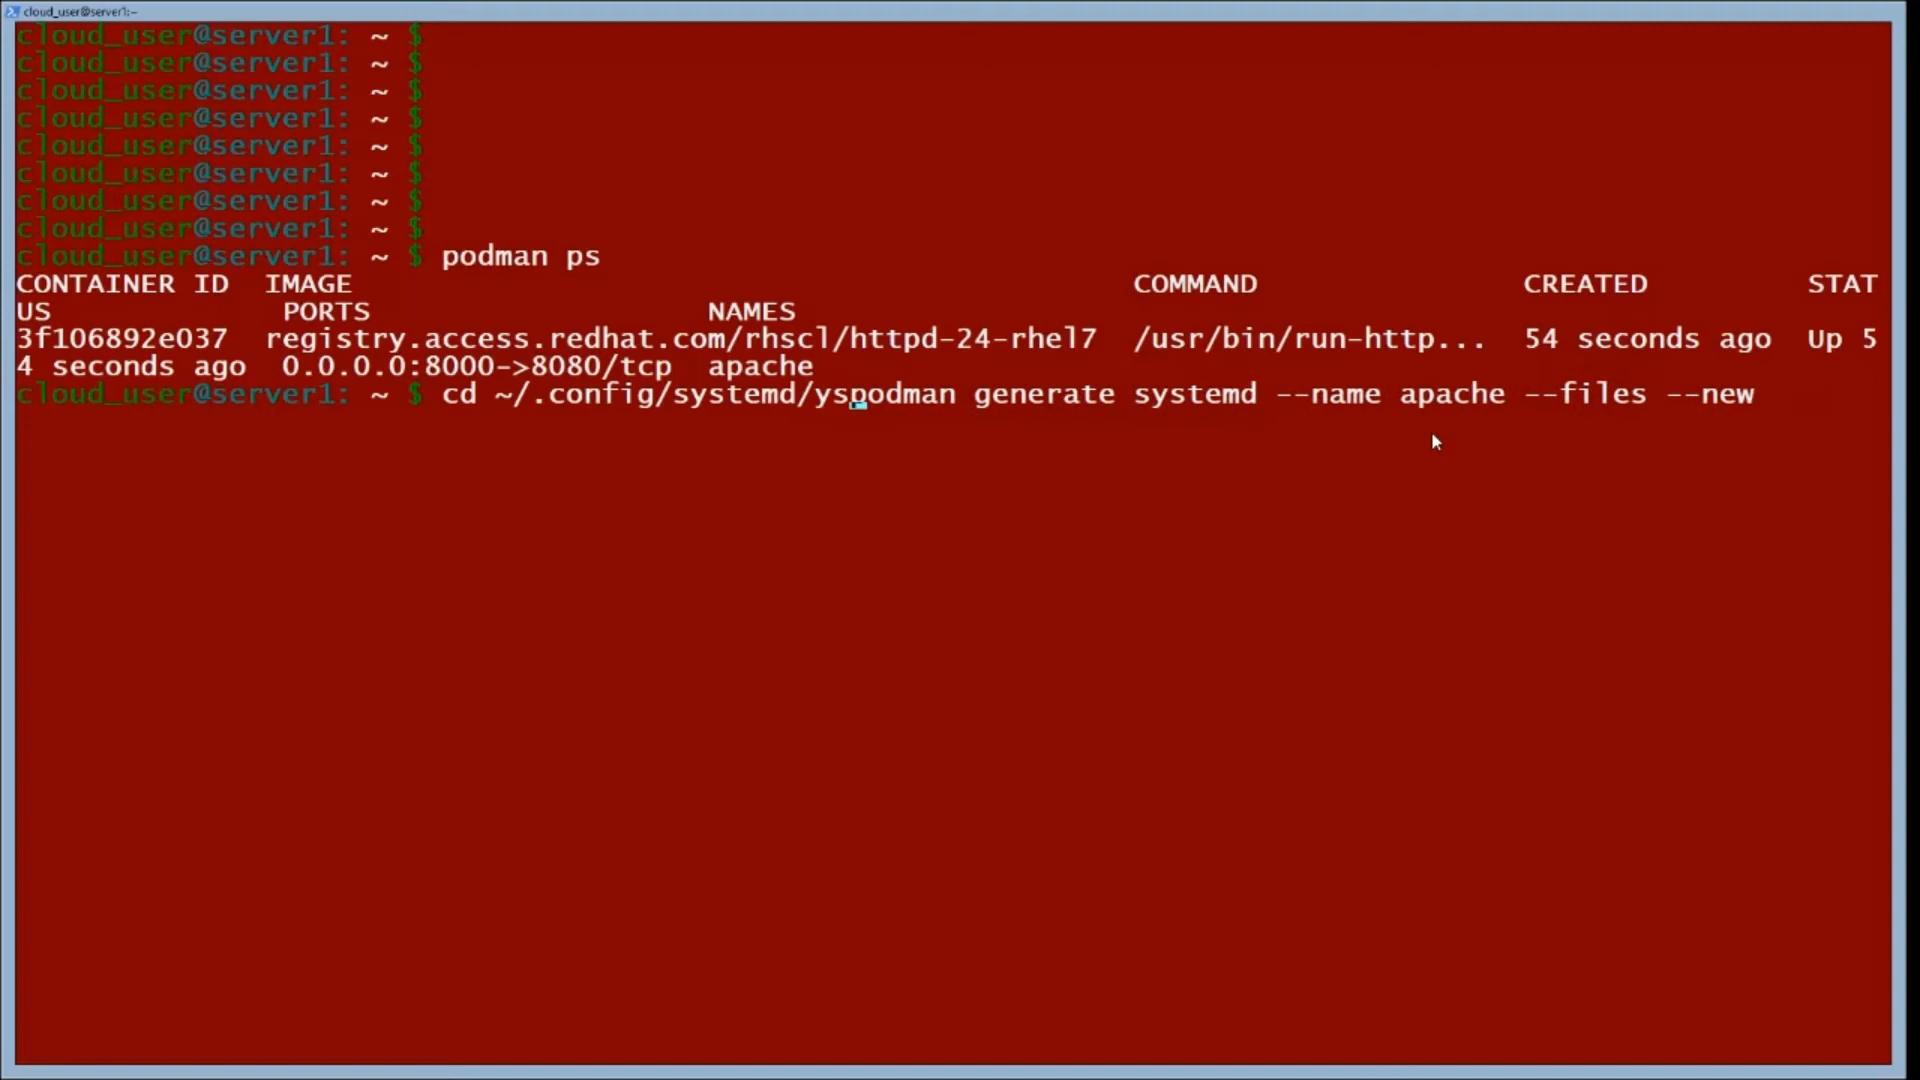 cloud_user@server1:~
cloud_user@server1: ~ $
cloud_user@server1: ~ $
cloud_user@server1: ~ $
cloud_user@server1: ~ $
cloud_user@server1: ~ $
cloud_user@server1: ~ $
cloud_user@server1: ~ $
cloud_user@server1: ~ $
cloud_user@server1: ~ $ podman ps
CONTAINER ID  IMAGE                                            COMMAND               CREATED         STAT
US             PORTS                   NAMES
3f106892e037  registry.access.redhat.com/rhscl/httpd-24-rhel7  /usr/bin/run-http...  54 seconds ago  Up 5
4 seconds ago  0.0.0.0:8000->8080/tcp  apache
cloud_user@server1: ~ $ cd ~/.config/systemd/yspodman generate systemd --name apache --files --new